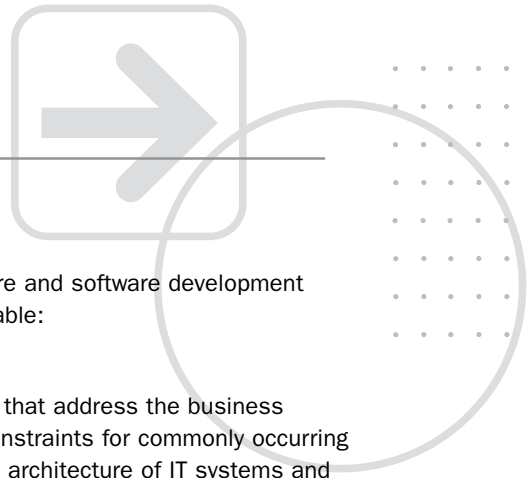 re and software development
able:
that address the business
nstraints for commonly occurring
architecture of IT systems and